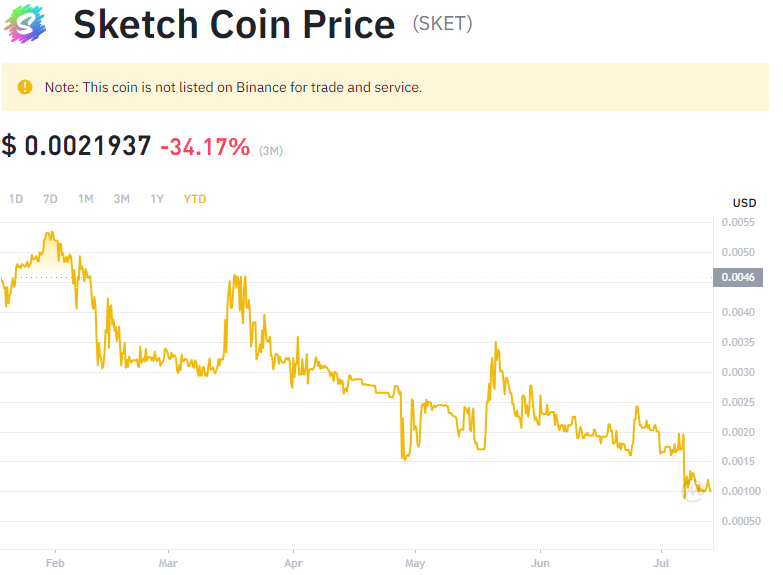 Sketch Coin Price (SKET)
Note: This coin is not listed on Binance for trade and service.
$ 0.0021937 -34.17% (3M)
1D 7D 1M 3M 1Y YTD
USD
0.0055
0.0050
0.0046
0.0040
0.0035
0.0030
0.0025
0.0020
0.0015
0.00100
0.00050
Feb Mar Apr May Jun Jul